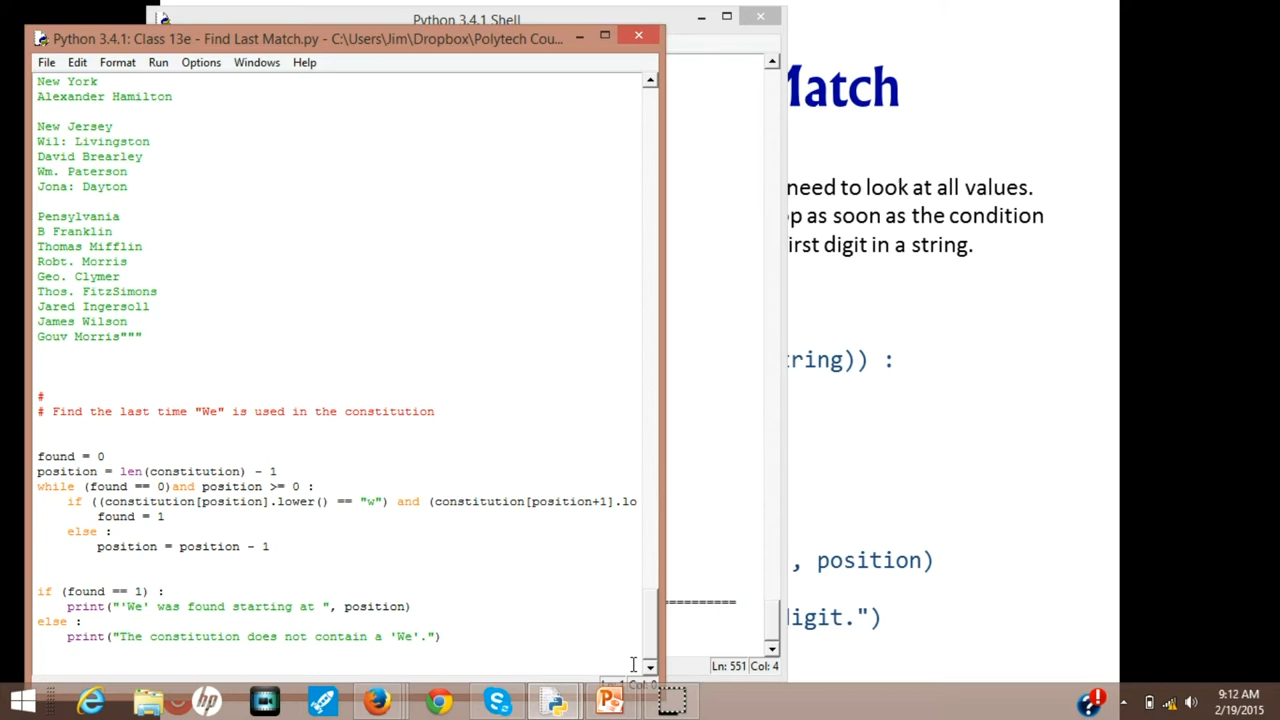 Python 3.4.1 Shell
Python 3.4.1: Class 13e - Find Last Match.py - C:\Users\Jim\Dropbox\Polytech Cou...
File Edit Format Run Options Windows Help
New York
Alexander Hamilton
New Jersey
Wil: Livingston
David Brearley
Wm. Paterson
Jona: Dayton
Pensylvania
B Franklin
Thomas Mifflin
Robt. Morris
Geo. Clymer
Thos. FitzSimons
Jared Ingersoll
James Wilson
Gouv Morris"""
#
# Find the last time "We" is used in the constitution
found = 0
position = len(constitution) - 1
while (found == 0)and position >= 0 :
if ((constitution[position].lower() == "w") and (constitution[position+1].lo
found = 1
else :
position = position - 1
if (found == 1) :
print("'We' was found starting at ", position)
else :
print("The constitution does not contain a 'We'.")
Match
need to look at all values.
op as soon as the condition
irst digit in a string.
tring)) :
, position)
==========
digit.")
Ln: 551 Col: 4
9:12 AM
2/19/2015